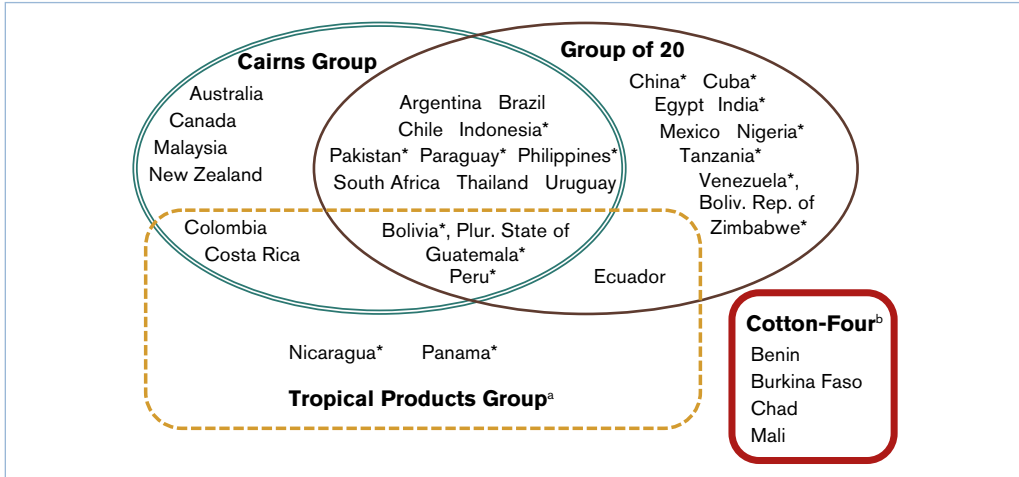 Cairns Group
Australia
Canada
Malaysia
New Zealand
Group of 20
China* Cuba*
Egypt India*
Mexico Nigeria*
Tanzania*
Venezuela*,
Boliv. Rep. of
Zimbabwe*
Argentina Brazil
Chile Indonesia*
Pakistan* Paraguay* Philippines*
South Africa Thailand Uruguay
Colombia
Costa Rica
Bolivia*, Plur. State of
Guatemala*
Peru*
Ecuador
Nicaragua* Panama*
Tropical Products Groupᵃ
Cotton-Fourᵇ
Benin
Burkina Faso
Chad
Mali